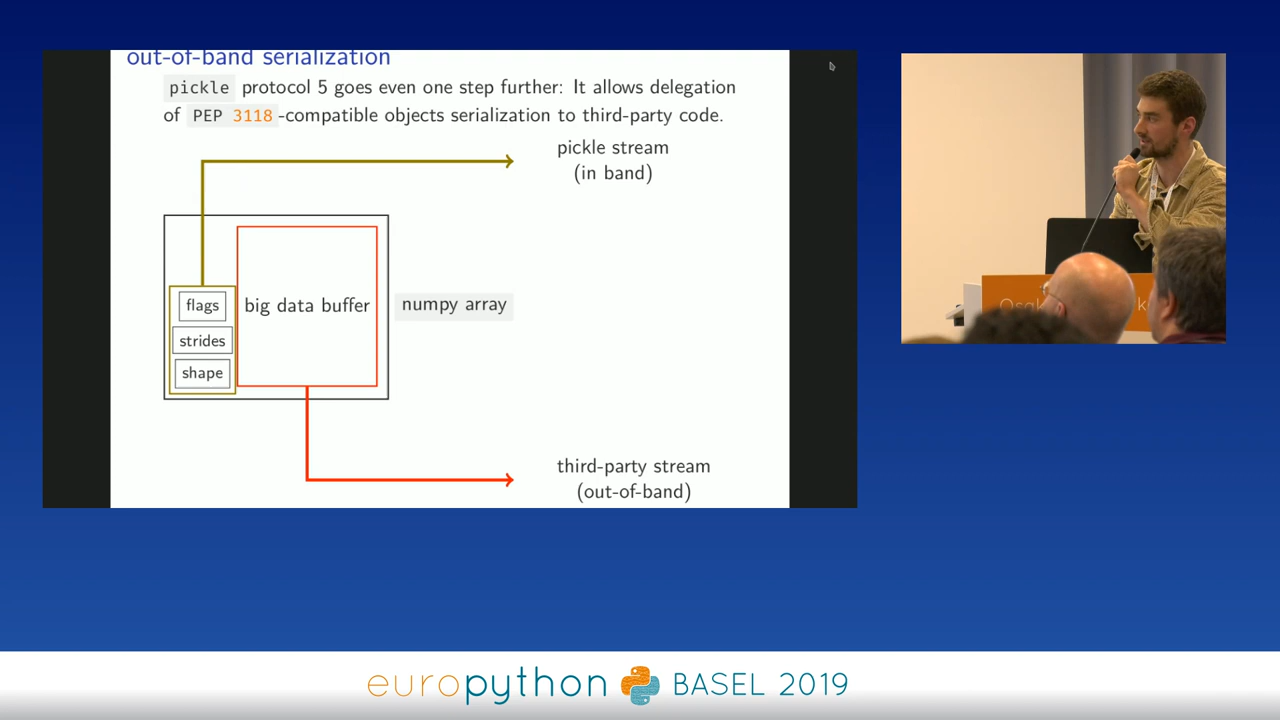 out-of-band serialization
pickle protocol 5 goes even one step further: It allows delegation
of PEP 3118-compatible objects serialization to third-party code.
pickle stream
(in band)
flags
strides
shape
big data buffer
numpy array
third-party stream
(out-of-band)
europython BASEL 2019